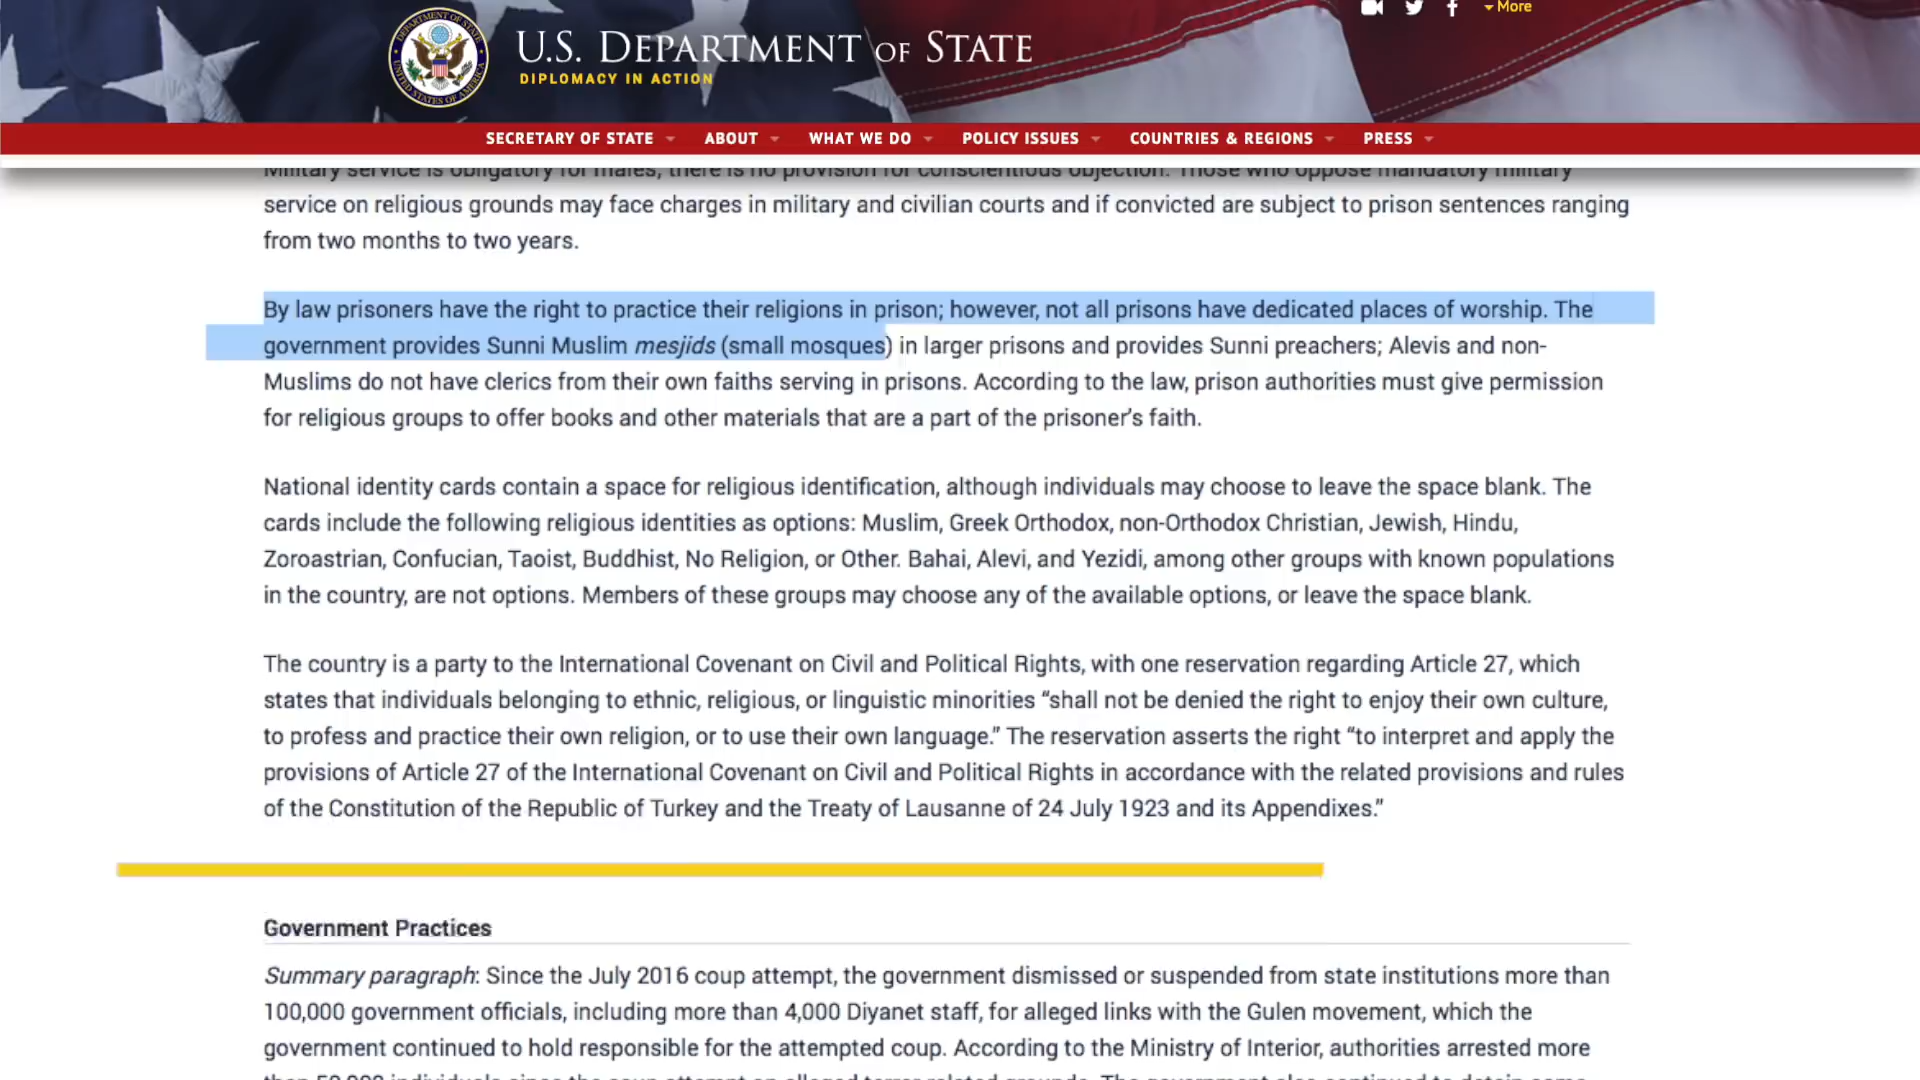 More
U.S. DEPARTMENT OF STATE
DIPLOMACY IN ACTION
SECRETARY OF STATE ABOUT WHAT WE DO POLICY ISSUES COUNTRIES & REGIONS PRESS
Military service is obligatory for males; there is no provision for conscientious objection. Those who oppose mandatory military
service on religious grounds may face charges in military and civilian courts and if convicted are subject to prison sentences ranging
from two months to two years.
By law prisoners have the right to practice their religions in prison; however, not all prisons have dedicated places of worship. The
government provides Sunni Muslim mesjids (small mosques) in larger prisons and provides Sunni preachers; Alevis and non-
Muslims do not have clerics from their own faiths serving in prisons. According to the law, prison authorities must give permission
for religious groups to offer books and other materials that are a part of the prisoner's faith.
National identity cards contain a space for religious identification, although individuals may choose to leave the space blank. The
cards include the following religious identities as options: Muslim, Greek Orthodox, non-Orthodox Christian, Jewish, Hindu,
Zoroastrian, Confucian, Taoist, Buddhist, No Religion, or Other. Bahai, Alevi, and Yezidi, among other groups with known populations
in the country, are not options. Members of these groups may choose any of the available options, or leave the space blank.
The country is a party to the International Covenant on Civil and Political Rights, with one reservation regarding Article 27, which
states that individuals belonging to ethnic, religious, or linguistic minorities “shall not be denied the right to enjoy their own culture,
to profess and practice their own religion, or to use their own language.” The reservation asserts the right “to interpret and apply the
provisions of Article 27 of the International Covenant on Civil and Political Rights in accordance with the related provisions and rules
of the Constitution of the Republic of Turkey and the Treaty of Lausanne of 24 July 1923 and its Appendixes.”
Government Practices
Summary paragraph: Since the July 2016 coup attempt, the government dismissed or suspended from state institutions more than
100,000 government officials, including more than 4,000 Diyanet staff, for alleged links with the Gulen movement, which the
government continued to hold responsible for the attempted coup. According to the Ministry of Interior, authorities arrested more